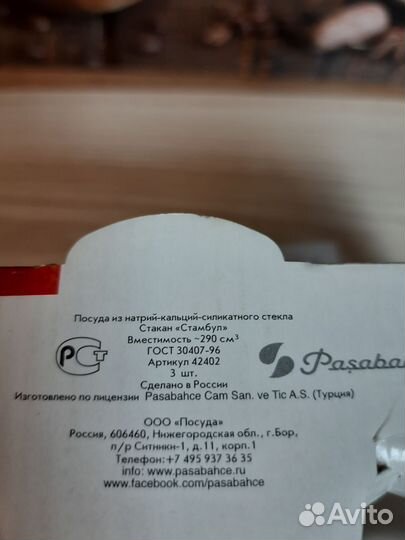 Посуда из натрий-кальций-силикатного стекла
Стакан «Стамбул»
Вместимость ~290 см³
ГОСТ 30407-96
Артикул 42402
3 шт.
Сделано в России
Изготовлено по лицензии Pasabahce Cam San. ve Tic A.S. (Турция)
РСТ
Paşabah
ООО «Посуда»
Россия, 606460, Нижегородская обл., г.Бор,
п/р Ситники-1, д.11, корп.1
Телефон:+7 495 937 36 35
info: www.pasabahce.ru
www.facebook.com/pasabahce
Avito